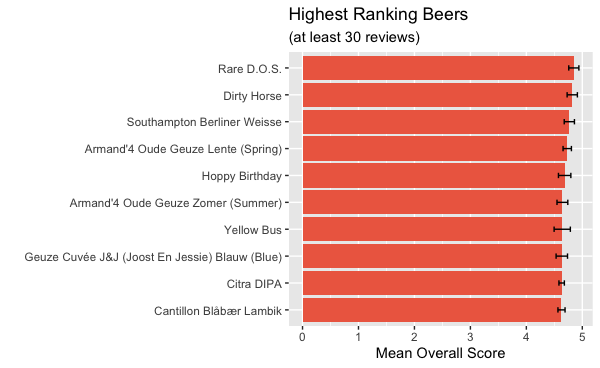 Highest Ranking Beers
(at least 30 reviews)
Rare D.O.S.
Dirty Horse
Southampton Berliner Weisse
Armand'4 Oude Geuze Lente (Spring)
Hoppy Birthday
Armand'4 Oude Geuze Zomer (Summer)
Yellow Bus
Geuze Cuvée J&J (Joost En Jessie) Blauw (Blue)
Citra DIPA
Cantillon Blåbær Lambik
0 1 2 3 4 5
Mean Overall Score